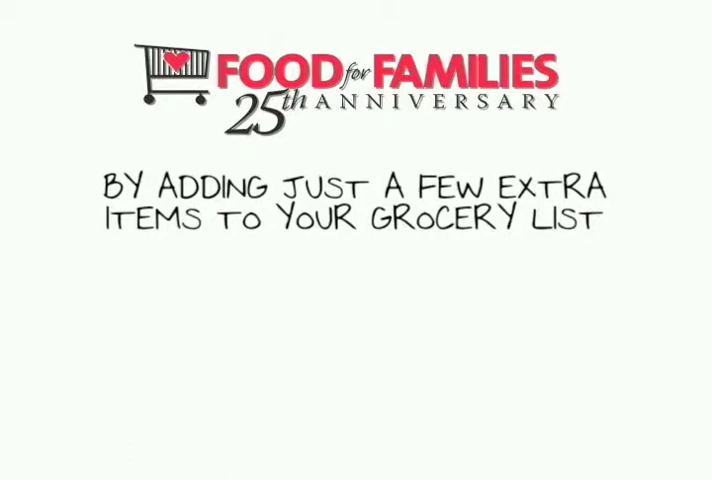 FOOD for FAMILIES
25th ANNIVERSARY
BY ADDING JUST A FEW EXTRA
ITEMS TO YOUR GROCERY LIST